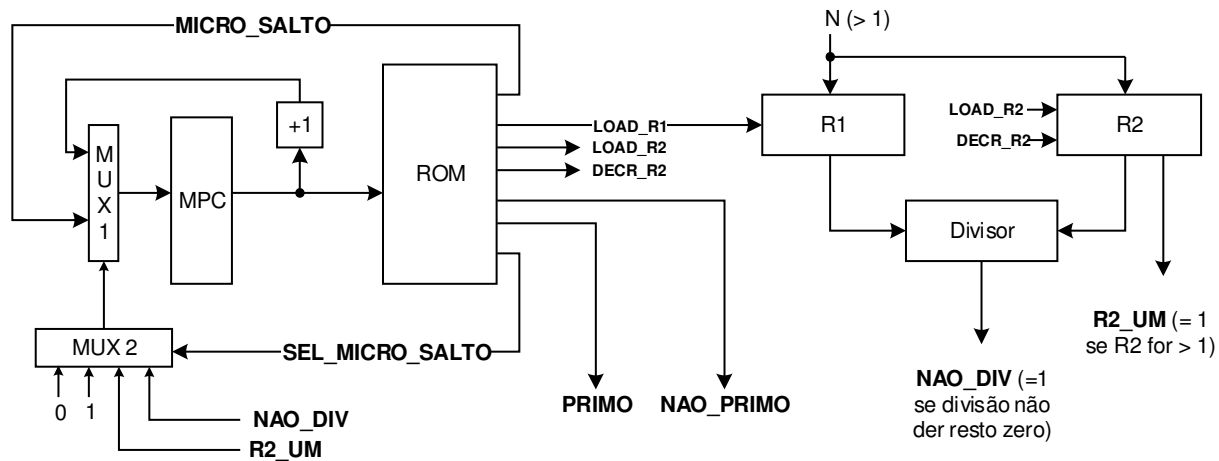 MICRO_SALTO
N (> 1)
+1
M
U
X
1
MPC
ROM
LOAD_R1
LOAD_R2
DECR_R2
R1
LOAD_R2
DECR_R2
R2
Divisor
MUX 2
SEL_MICRO_SALTO
0
1
NAO_DIV
R2_UM
PRIMO
NAO_PRIMO
NAO_DIV (=1
se divisão não
der resto zero)
R2_UM (= 1
se R2 for > 1)